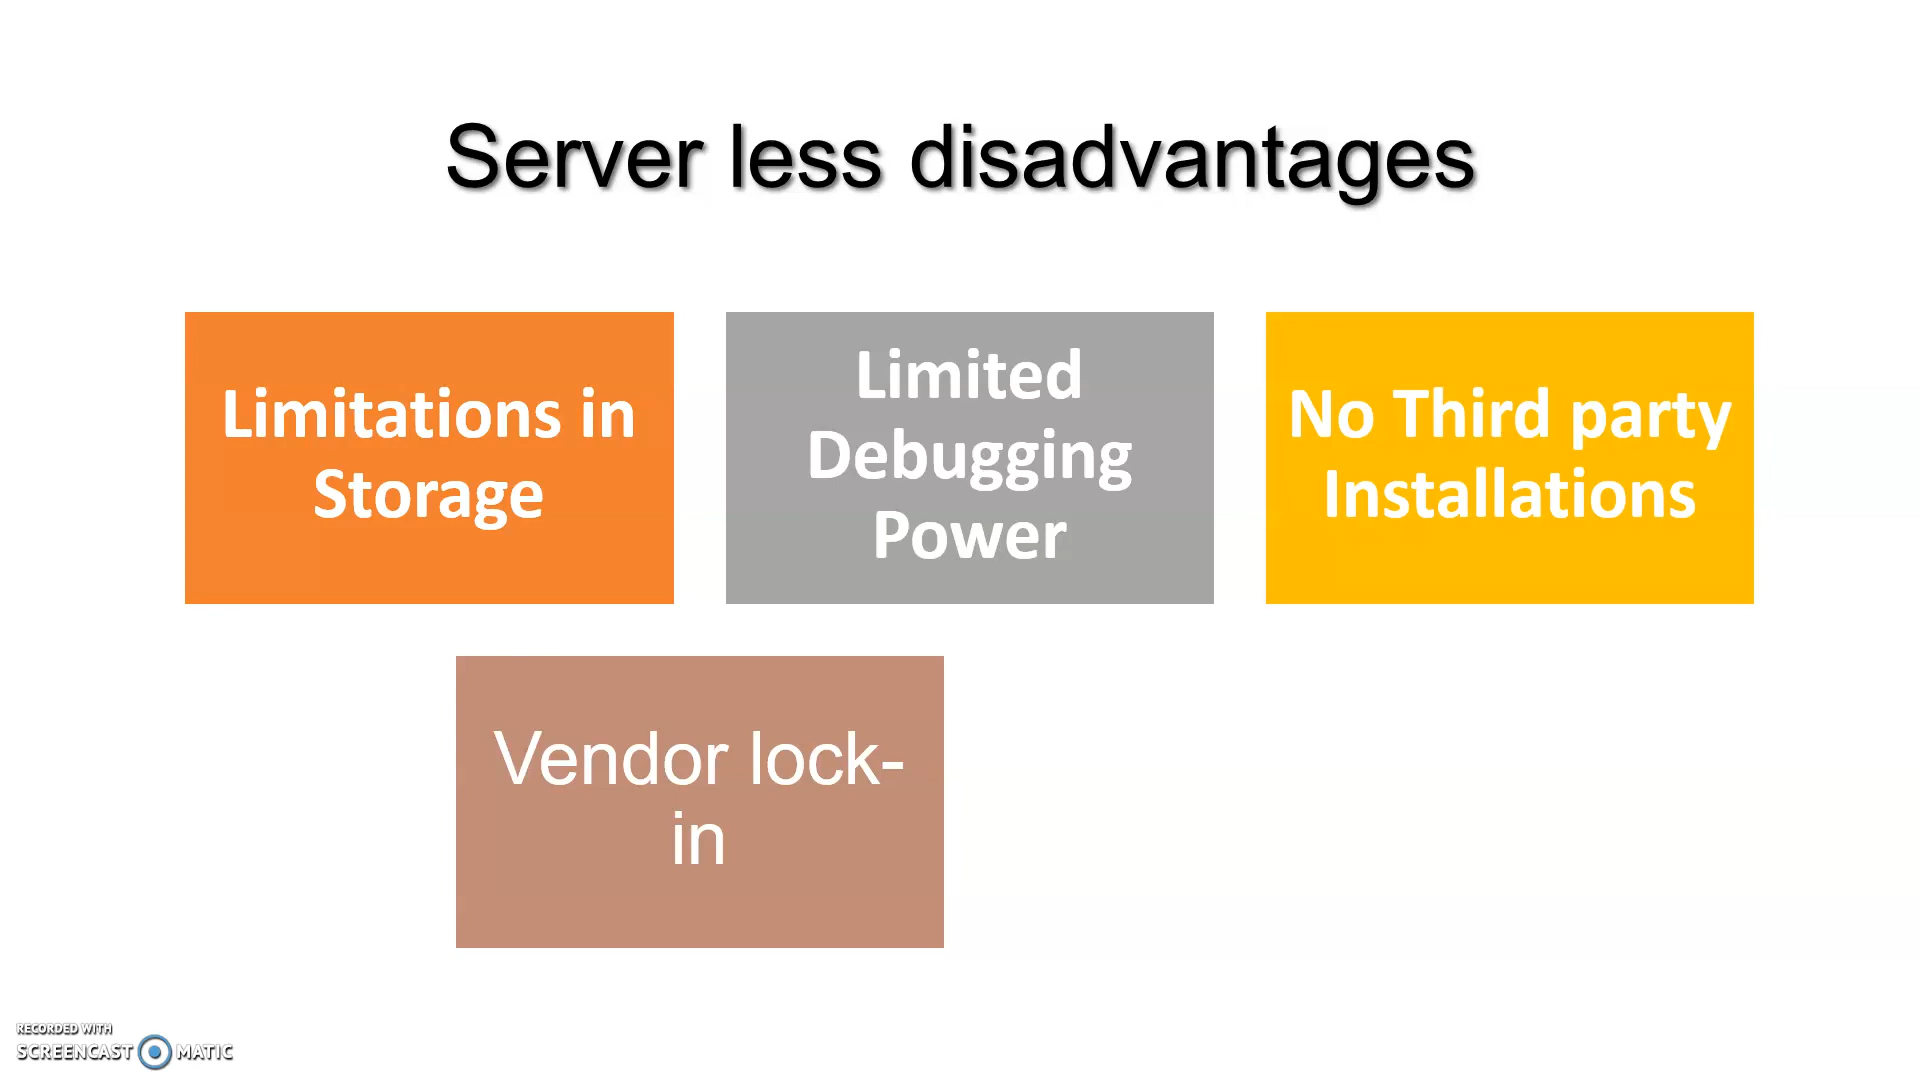 Server less disadvantages
Limitations in
Storage
Limited
Debugging
Power
No Third party
Installations
Vendor lock-
in
RECORDED WITH
SCREENCAST MATIC